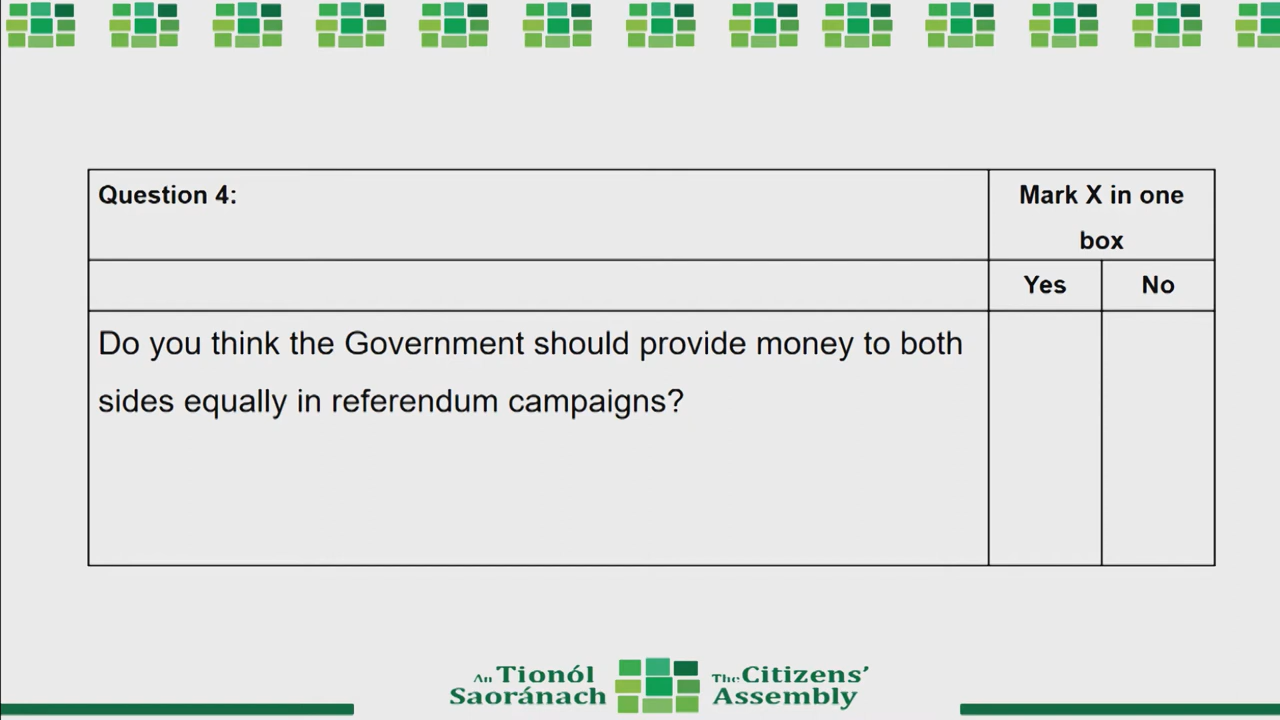 Question 4:
Mark X in one
box
Yes
No
Do you think the Government should provide money to both
sides equally in referendum campaigns?
An Tionól
Saoránach
The Citizens’
Assembly